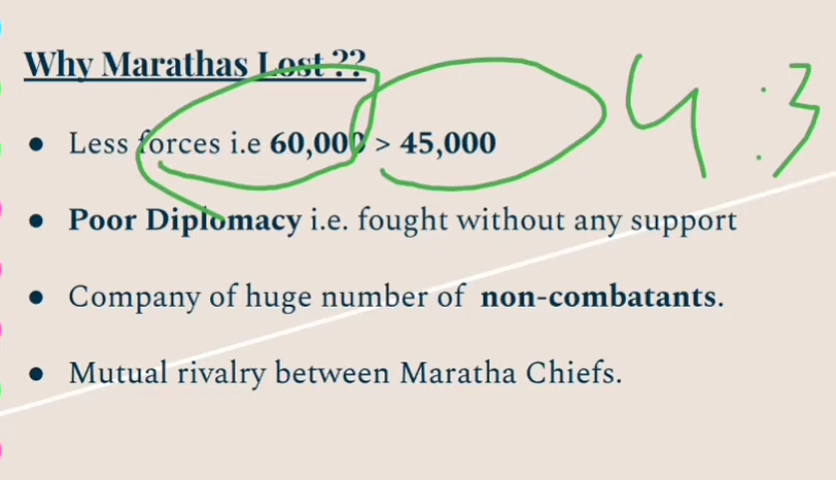 Why Marathas Lost ??
● Less forces i.e 60,000 > 45,000
4 : 3
● Poor Diplomacy i.e. fought without any support
● Company of huge number of non-combatants.
● Mutual rivalry between Maratha Chiefs.